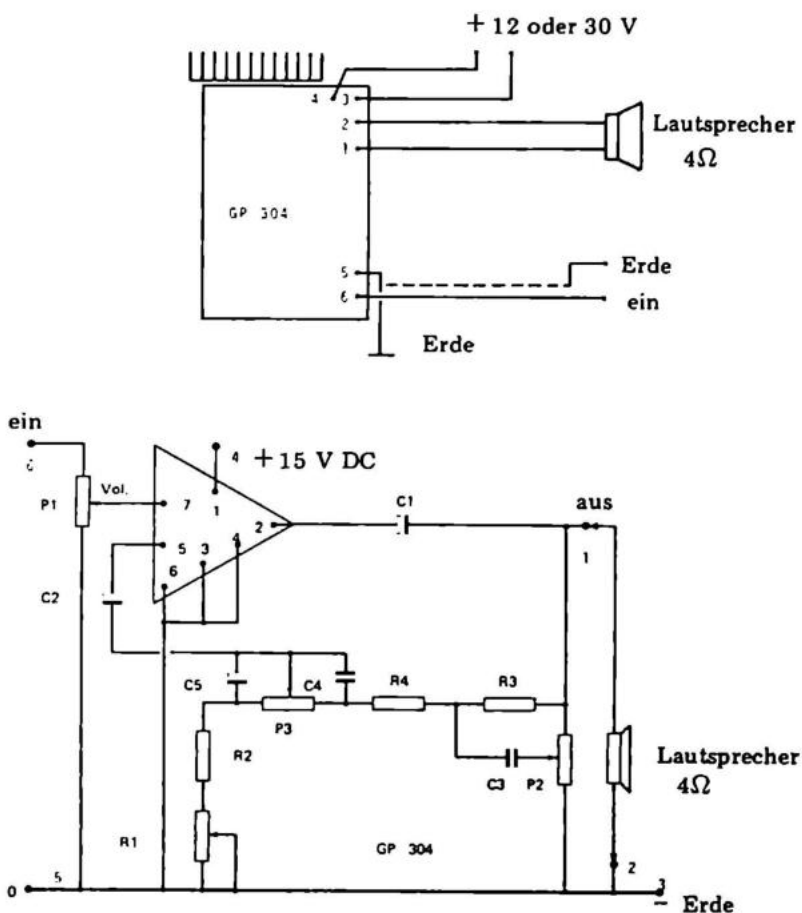 + 12 oder 30 V
4 3
2
1
Lautsprecher
4Ω
GP 304
5
6
Erde
ein
Erde
ein
4
+ 15 V DC
P1
Vol.
7
1
2
C1
aus
5
3
4
6
1
C2
C5
C4
R4
R3
P3
R2
C3
P2
Lautsprecher
4Ω
R1
GP 304
2
0
5
3
Erde